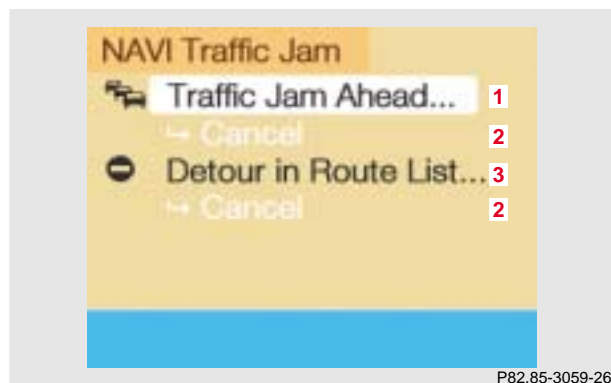 NAVI Traffic Jam
Traffic Jam Ahead... 1
↪ Cancel 2
Detour in Route List... 3
↪ Cancel 2
P82.85-3059-26